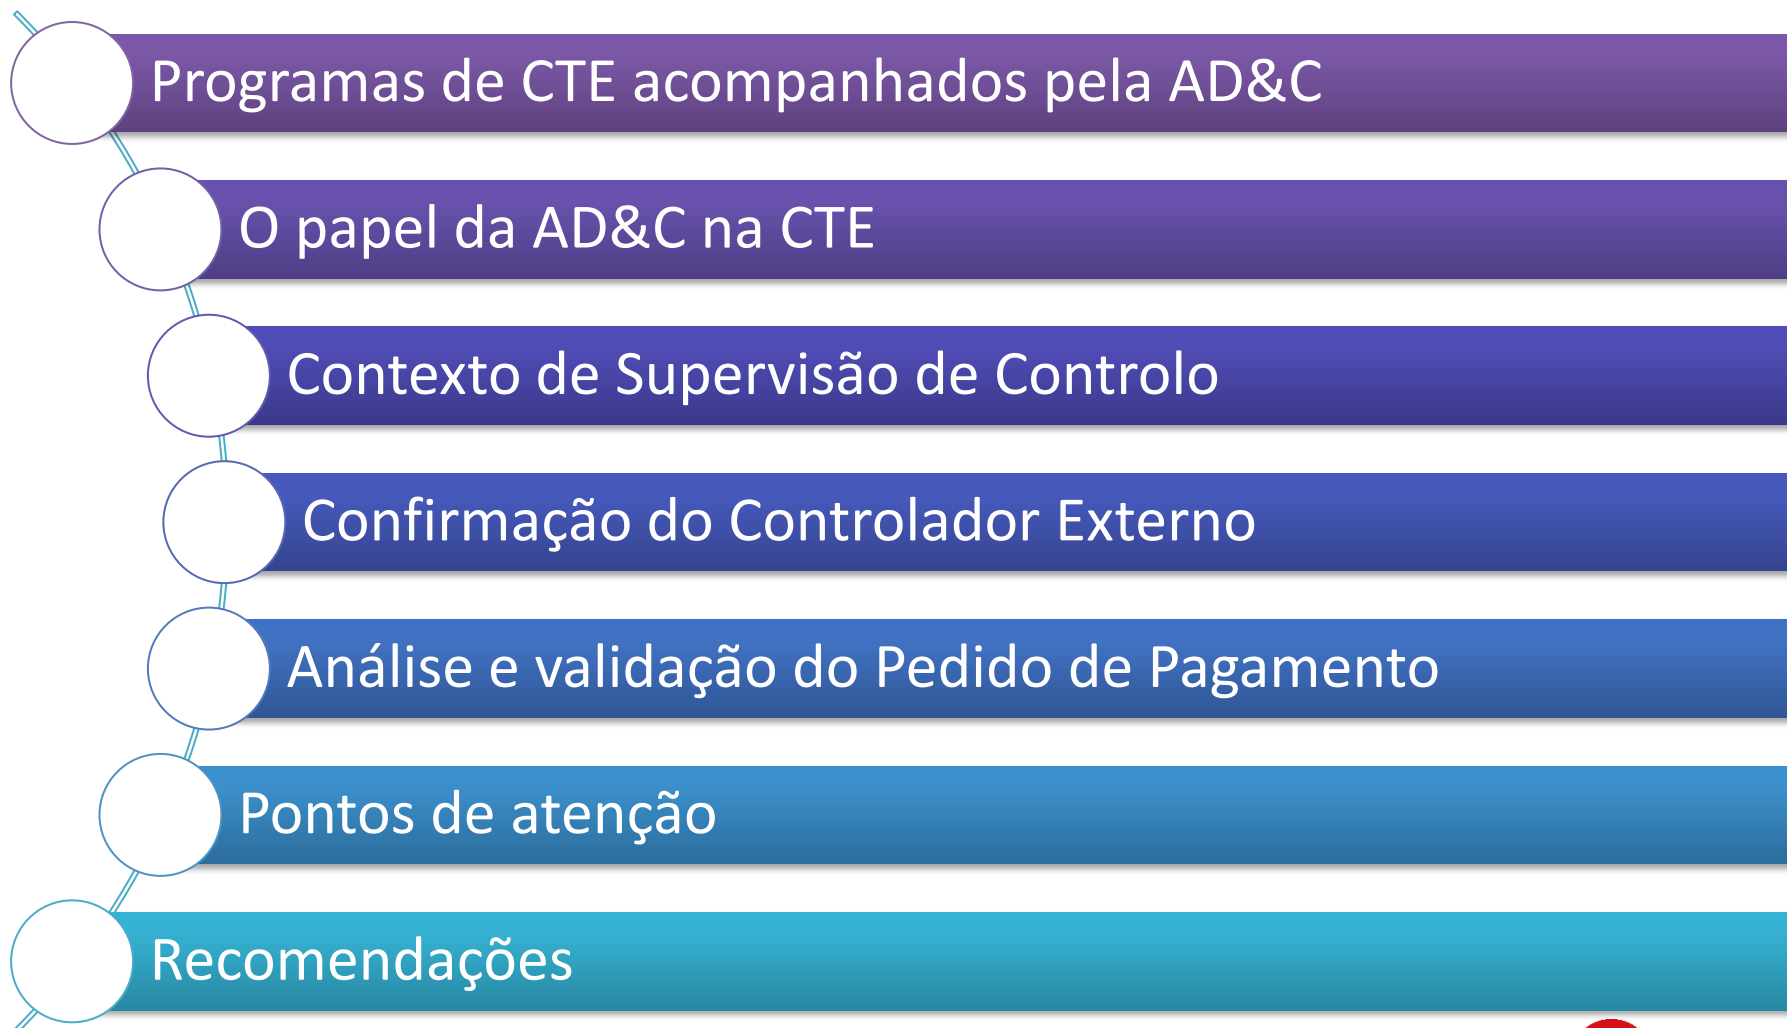 Programas de CTE acompanhados pela AD&C
O papel da AD&C na CTE
Contexto de Supervisão de Controlo
Confirmação do Controlador Externo
Análise e validação do Pedido de Pagamento
Pontos de atenção
Recomendações